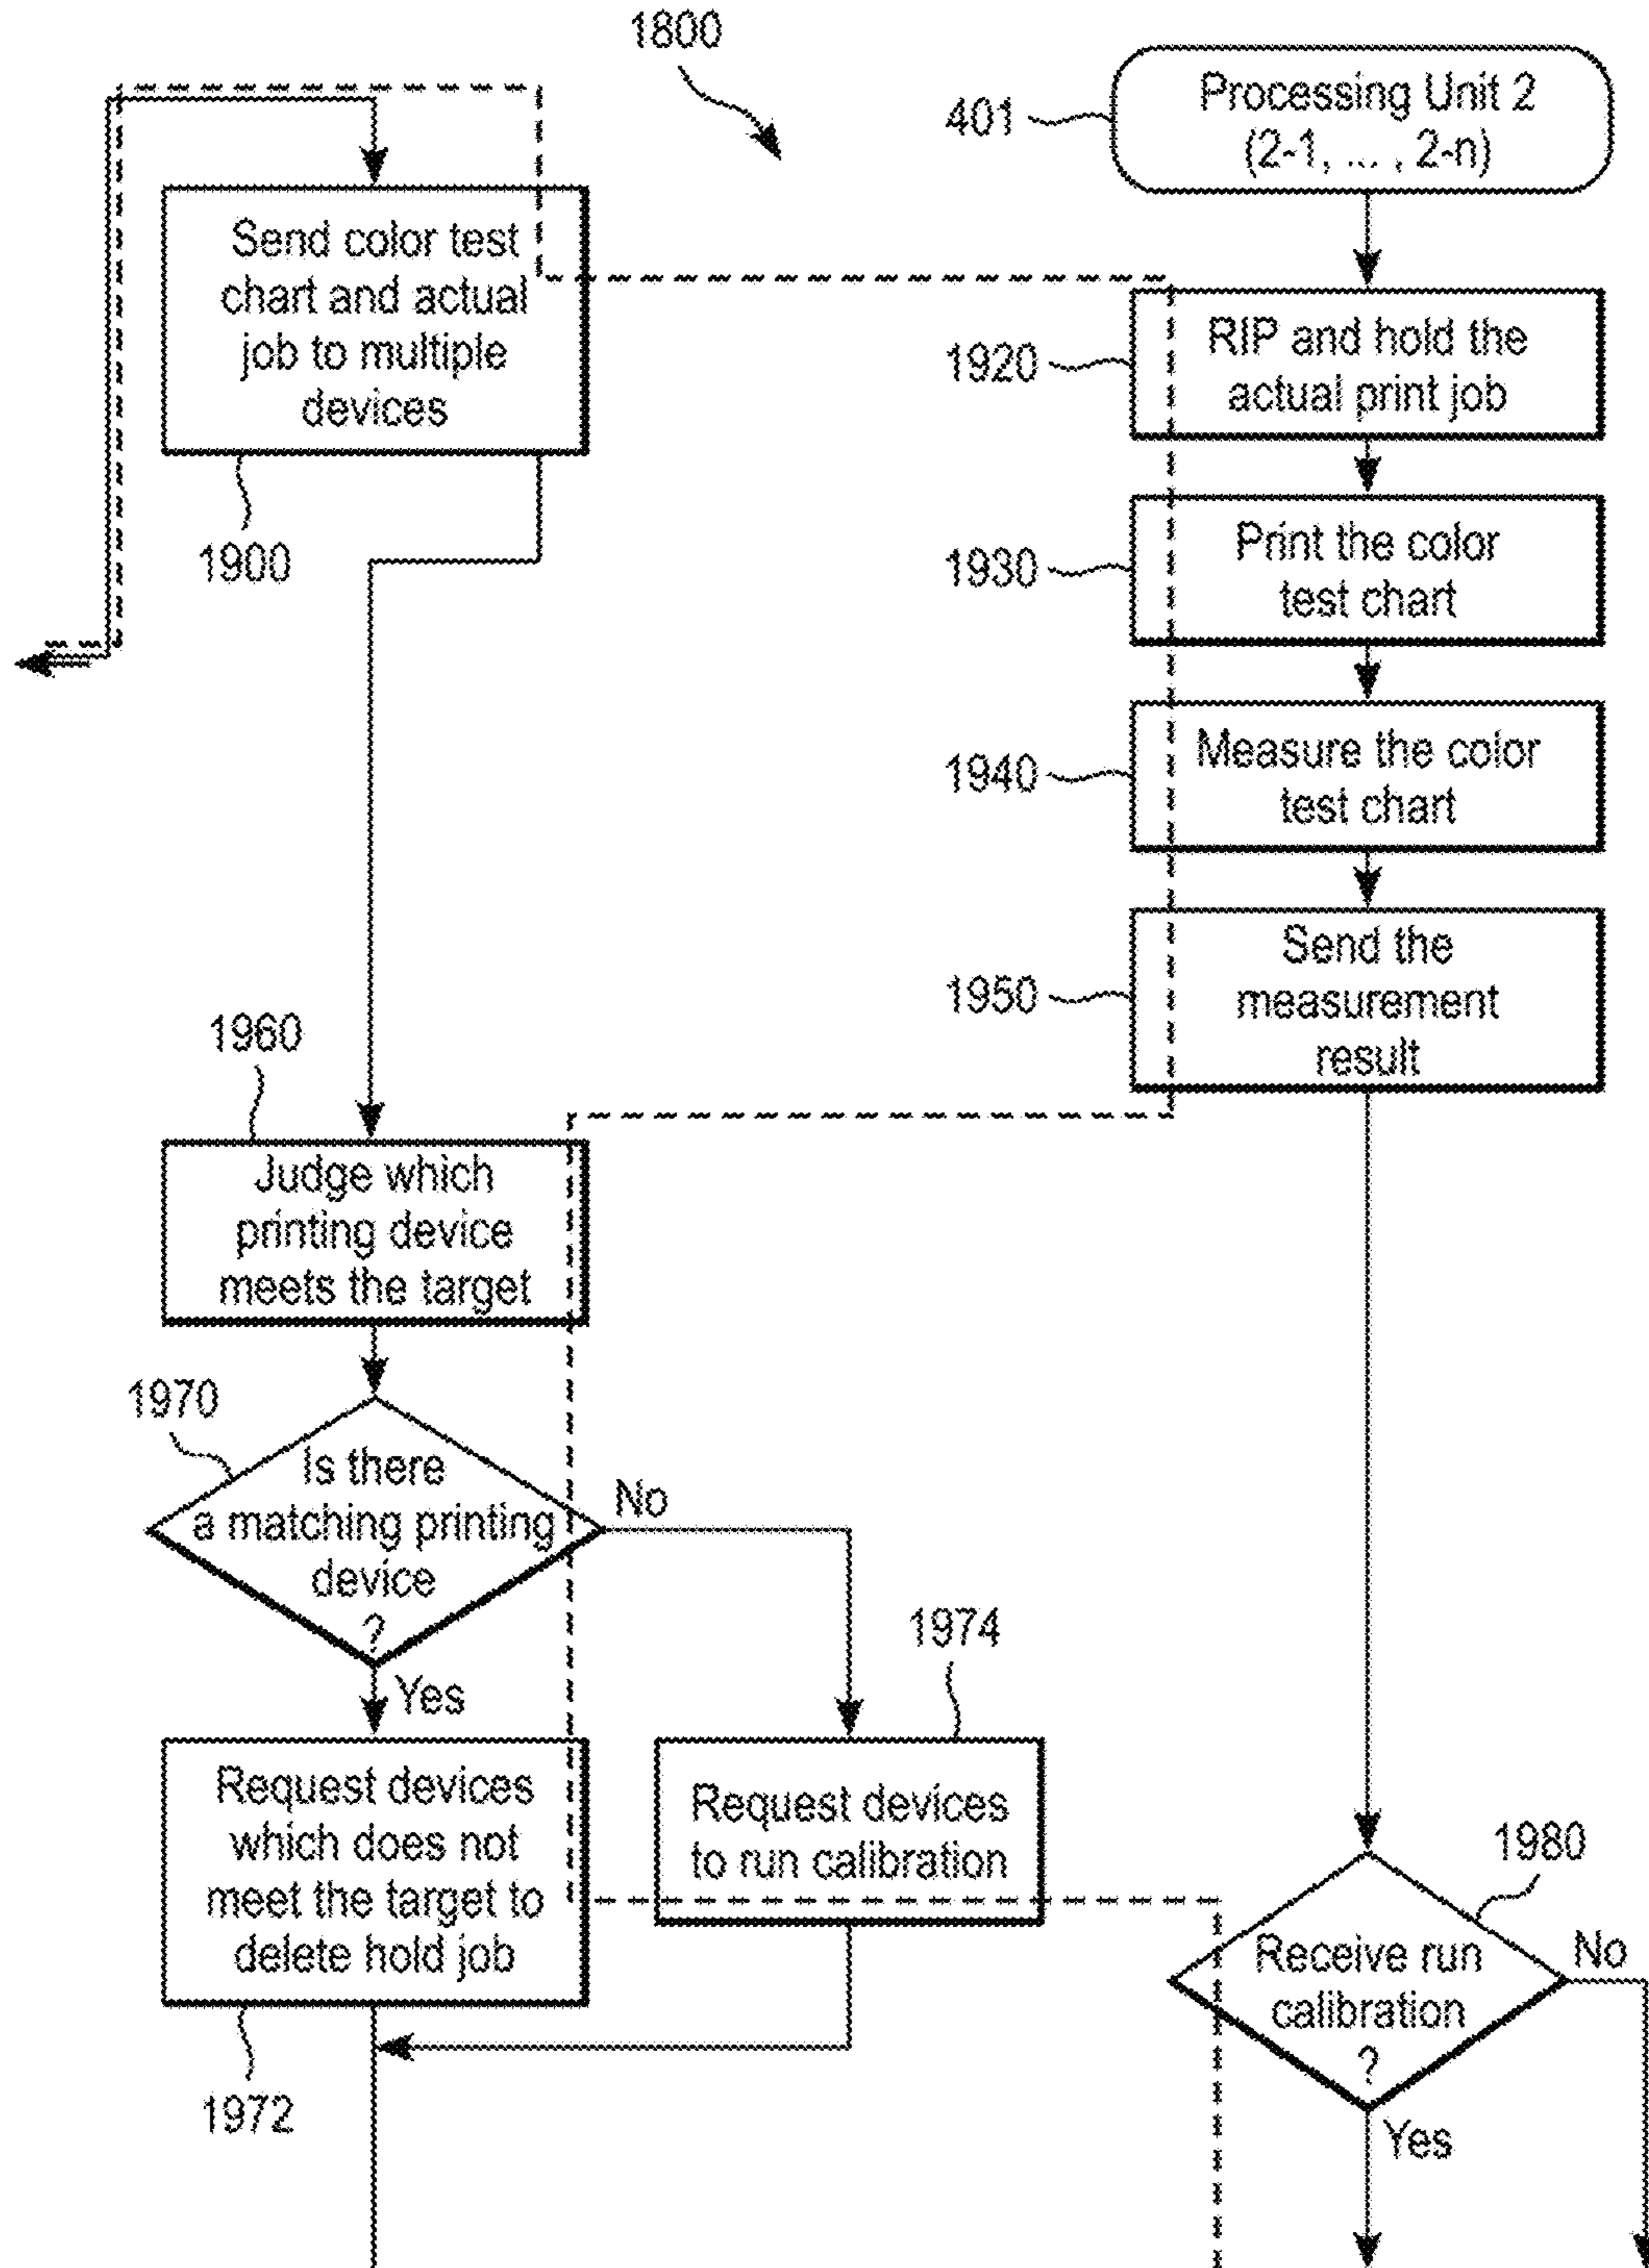 1800
401
Processing Unit 2
(2-1, ... , 2-n)
Send color test
chart and actual
job to multiple
devices
1900
1920
RIP and hold the
actual print job
1930
Print the color
test chart
1940
Measure the color
test chart
1950
Send the
measurement
result
1960
Judge which
printing device
meets the target
1970
Is there
a matching printing
device
?
No
Yes
1974
Request devices
which does not
meet the target to
delete hold job
1972
Request devices
to run calibration
1980
Receive run
calibration
?
No
Yes